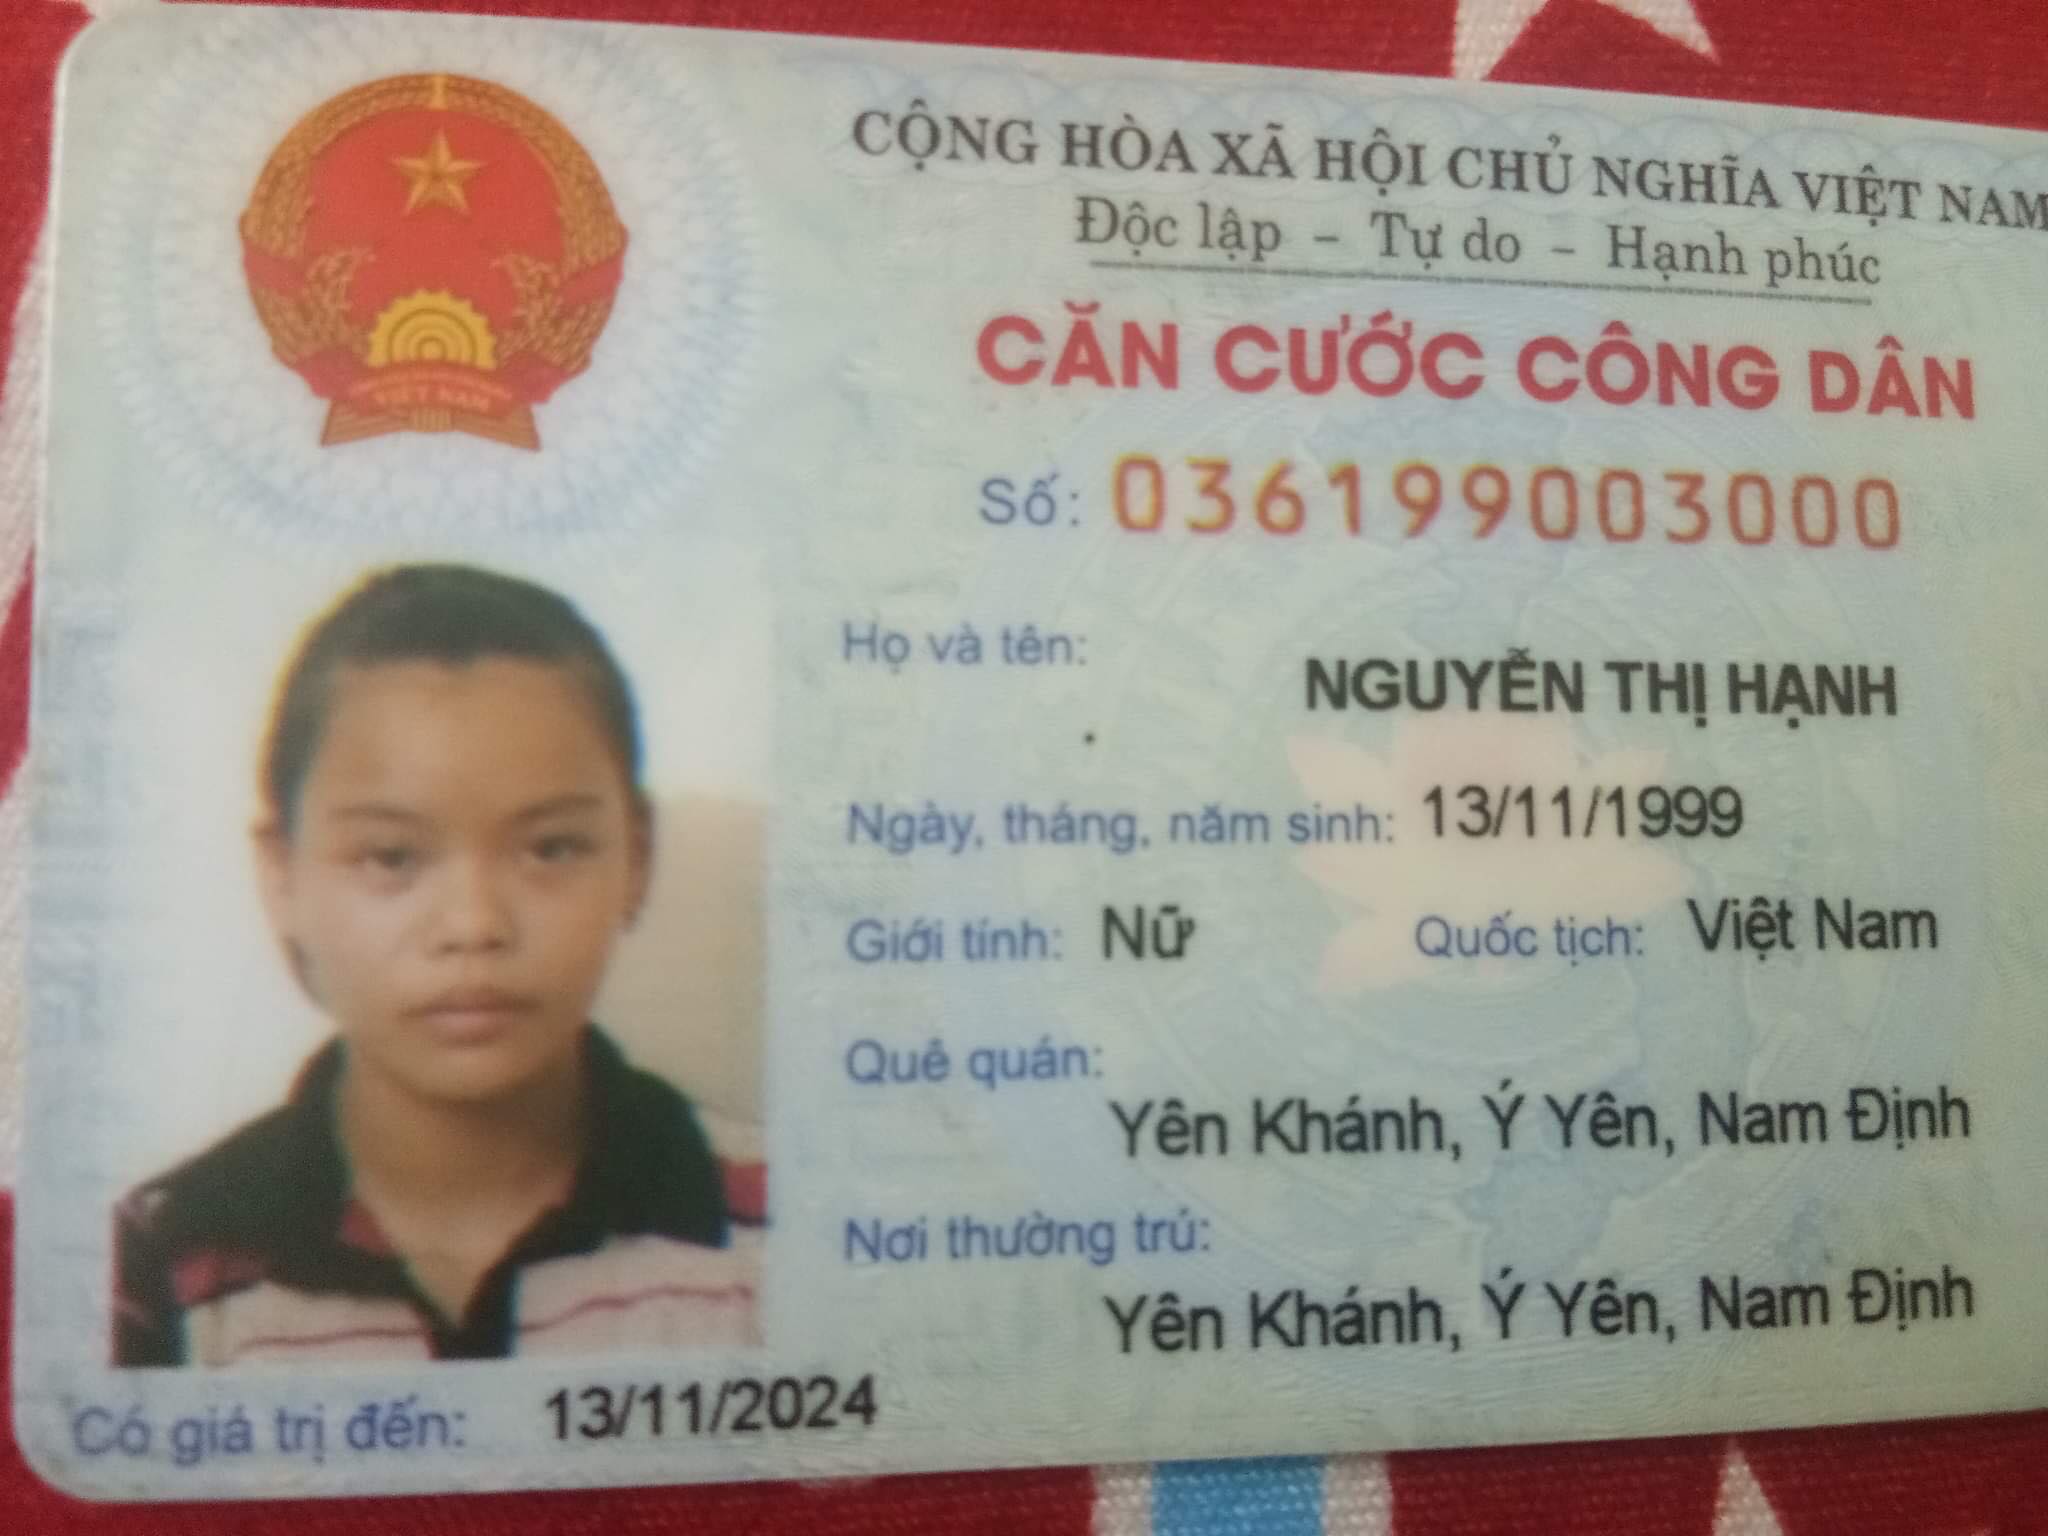 CỘNG HÒA XÃ HỘI CHỦ NGHĨA VIỆT NAM
Độc lập - Tự do - Hạnh phúc
CĂN CƯỚC CÔNG DÂN
Số: 036199003000
Họ và tên:
NGUYỄN THỊ HẠNH
Ngày, tháng, năm sinh: 13/11/1999
Giới tính: Nữ Quốc tịch: Việt Nam
Quê quán:
Yên Khánh, Ý Yên, Nam Định
Nơi thường trú:
Yên Khánh, Ý Yên, Nam Định
Có giá trị đến: 13/11/2024
VIỆT NAM